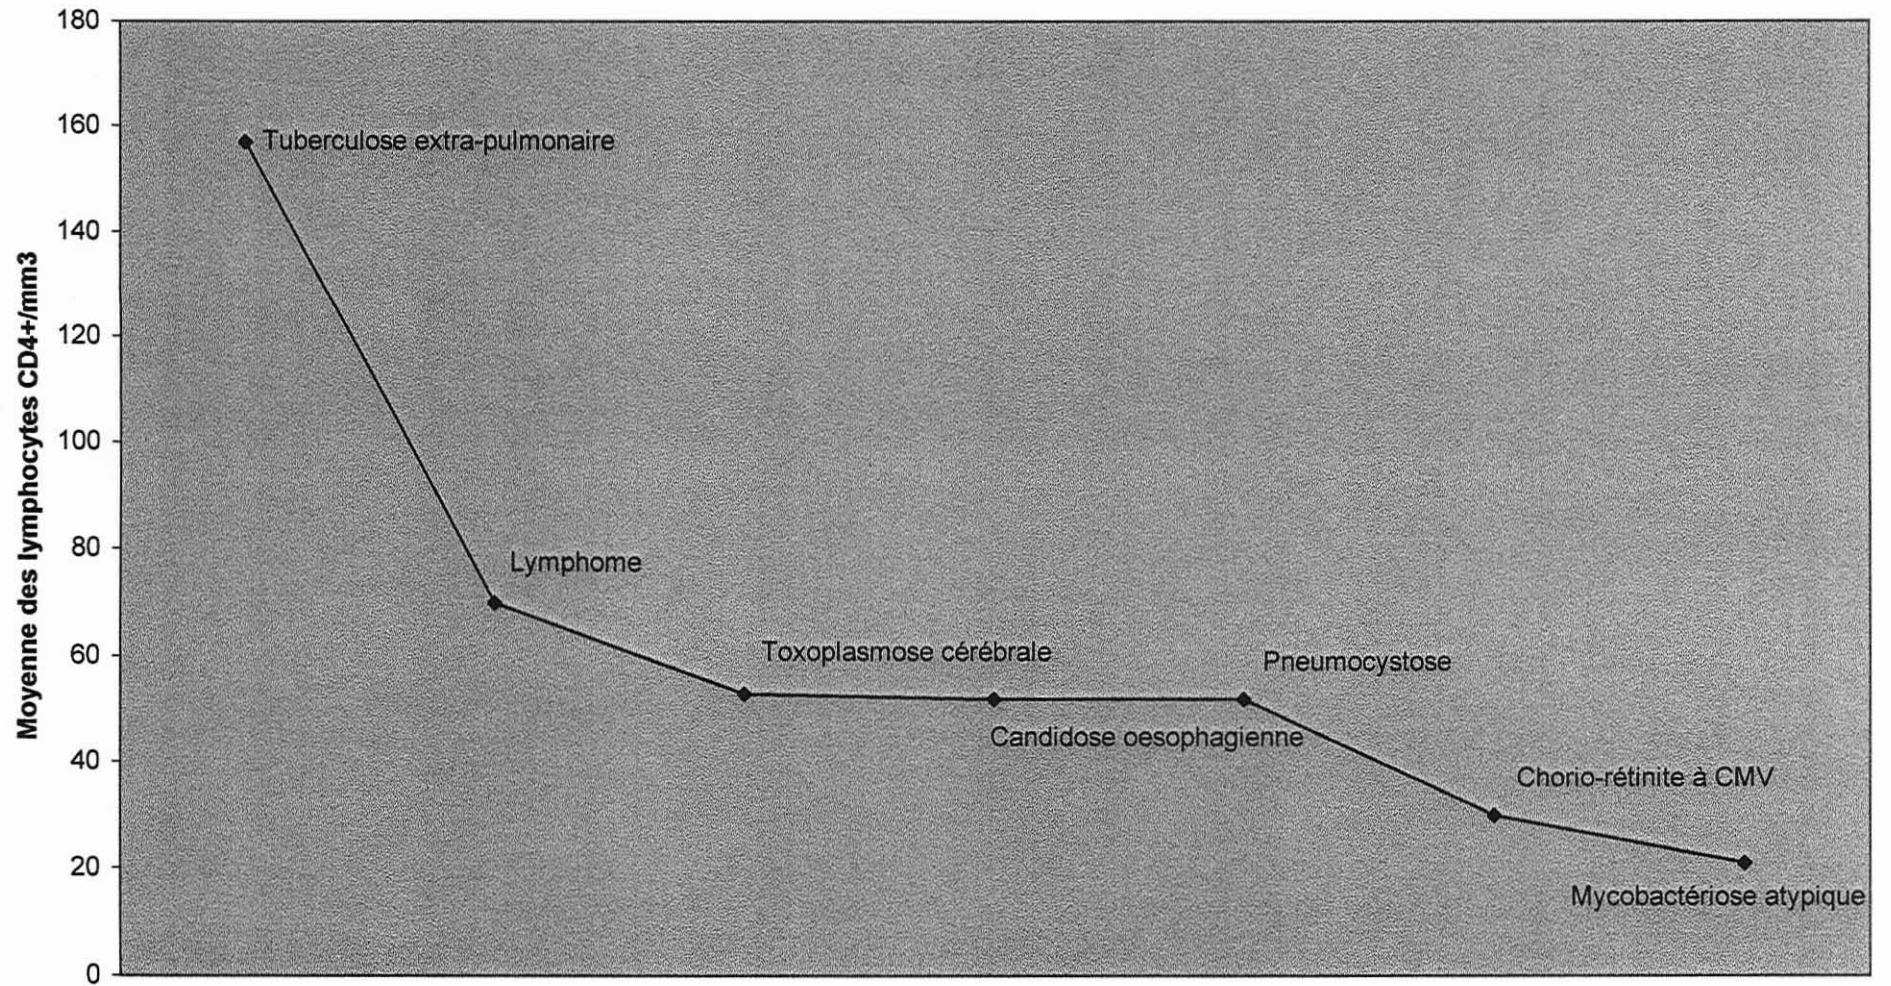 180
160
140
120
100
80
60
40
20
0
Moyenne des lymphocytes CD4+/mm3
Tuberculose extra-pulmonaire
Lymphome
Toxoplasmose cérébrale
Candidose oesophagienne
Pneumocystose
Chorio-rétinite à CMV
Mycobactériose atypique